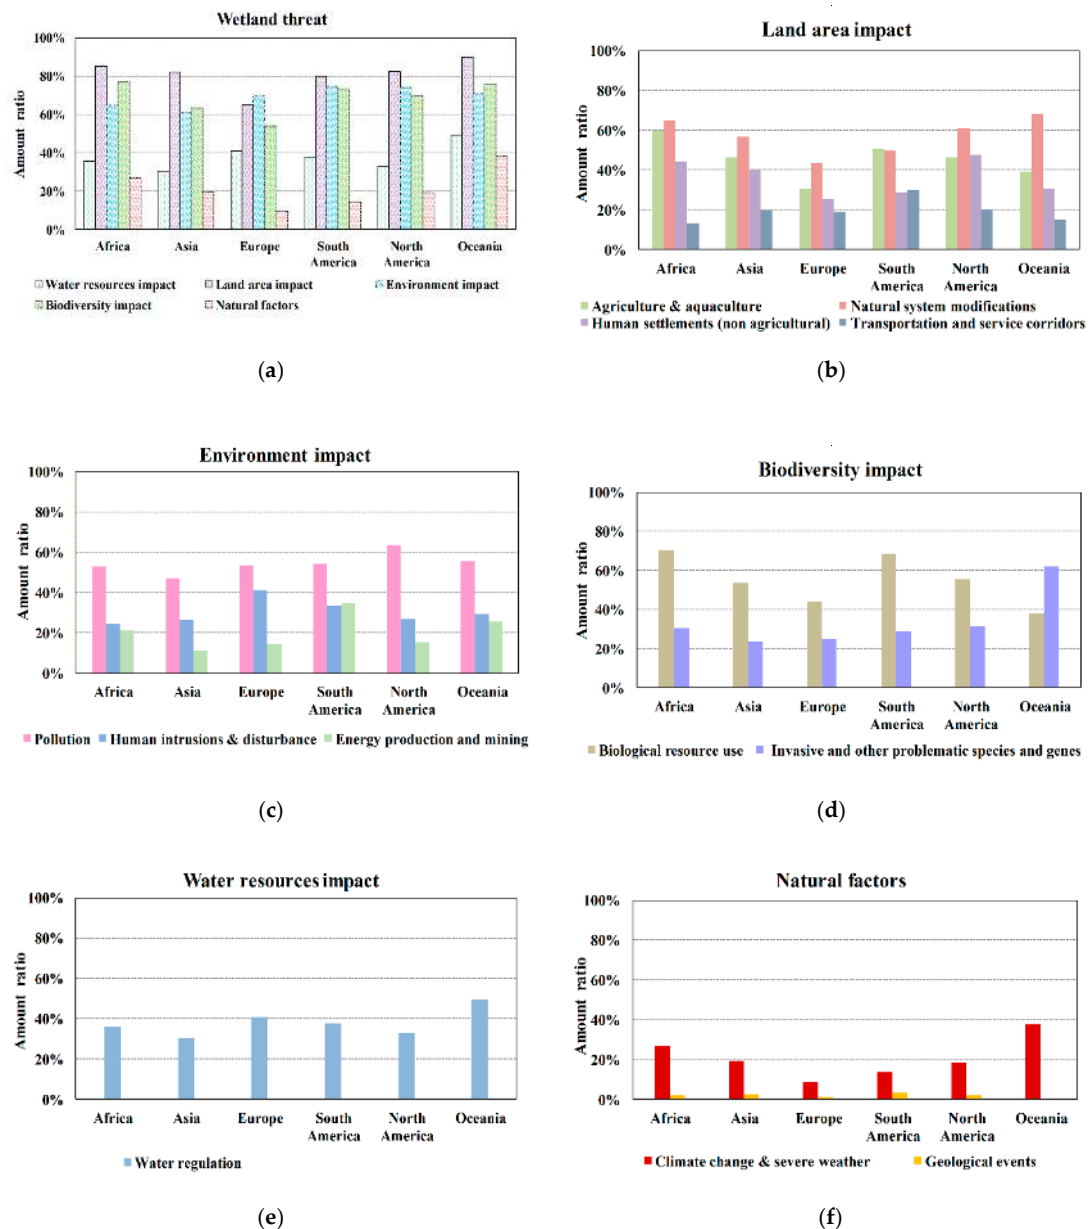 Wetland threat
100%
80%
60%
40%
20%
0%
Amount ratio
Africa
Asia
Europe
South America
North America
Oceania
Water resources impact
Land area impact
Environment impact
Biodiversity impact
Natural factors
(a)
Land area impact
100%
80%
60%
40%
20%
0%
Amount ratio
Africa
Asia
Europe
South America
North America
Oceania
Agriculture & aquaculture
Natural system modifications
Human settlements (non agricultural)
Transportation and service corridors
(b)
Environment impact
100%
80%
60%
40%
20%
0%
Amount ratio
Africa
Asia
Europe
South America
North America
Oceania
Pollution
Human intrusions & disturbance
Energy production and mining
(c)
Biodiversity impact
100%
80%
60%
40%
20%
0%
Amount ratio
Africa
Asia
Europe
South America
North America
Oceania
Biological resource use
Invasive and other problematic species and genes
(d)
Water resources impact
100%
80%
60%
40%
20%
0%
Amount ratio
Africa
Asia
Europe
South America
North America
Oceania
Water regulation
(e)
Natural factors
100%
80%
60%
40%
20%
0%
Amount ratio
Africa
Asia
Europe
South America
North America
Oceania
Climate change & severe weather
Geological events
(f)